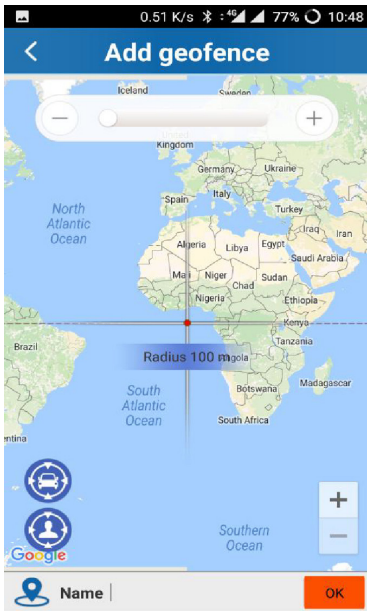 0.51 K/s 4G 77% 10:48
Add geofence
Iceland
Sweden
United
Kingdom
Germany Ukraine
Spain Italy
Turkey
North
Atlantic
Ocean
Iraq Iran
Algeria Libya Egypt
Saudi Arabia
Mali Niger Sudan
Chad
Nigeria Ethiopia
Kenya
Brazil Tanzania
Radius 100 m
ngola
Botswana Madagascar
South
Atlantic
Ocean
South Africa
entina
Southern
Ocean
Google
Name
OK